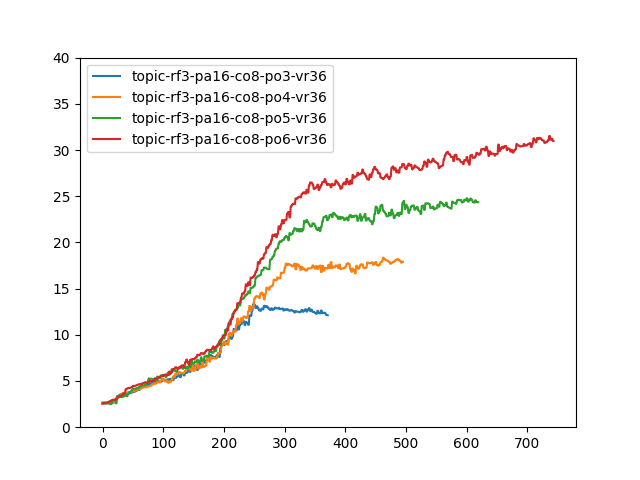 40
35
30
25
20
15
10
5
0
0 100 200 300 400 500 600 700
topic-rf3-pa16-co8-po3-vr36
topic-rf3-pa16-co8-po4-vr36
topic-rf3-pa16-co8-po5-vr36
topic-rf3-pa16-co8-po6-vr36